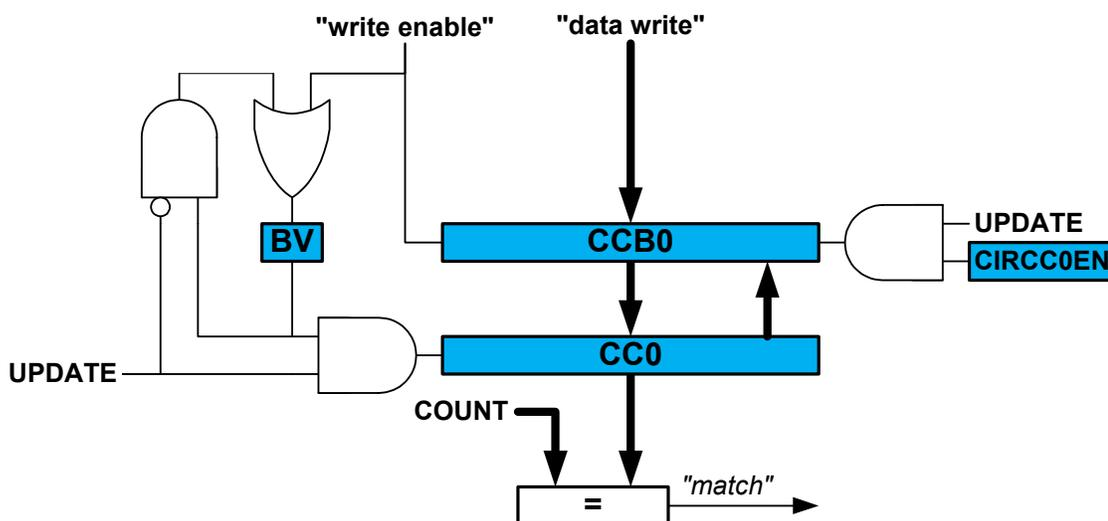 "write enable"
"data write"
BV
CCB0
UPDATE
CIRCC0EN
UPDATE
CC0
COUNT
=
"match"